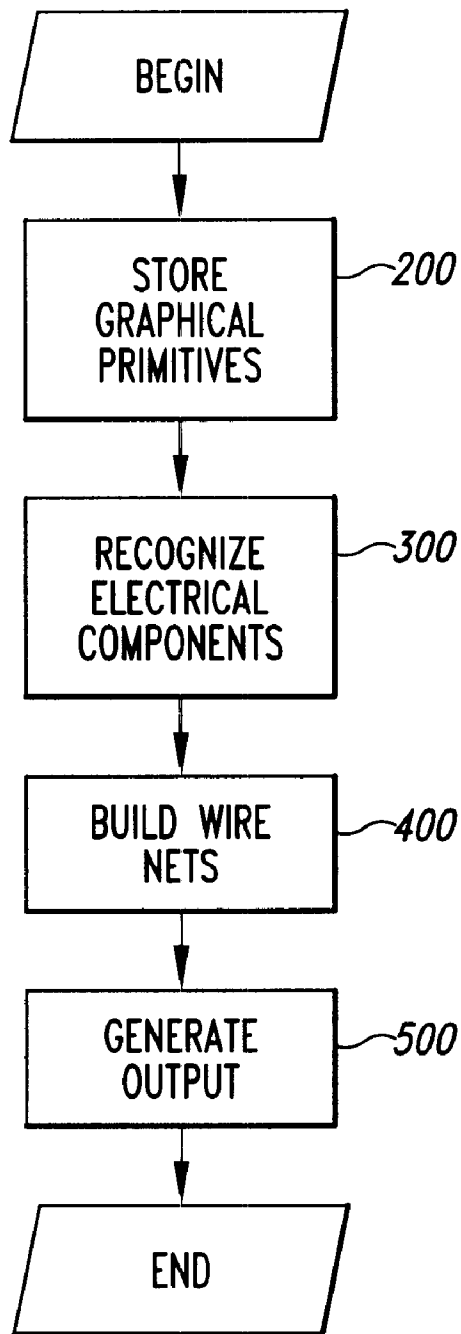 BEGIN
STORE
GRAPHICAL
PRIMITIVES
200
RECOGNIZE
ELECTRICAL
COMPONENTS
300
BUILD WIRE
NETS
400
GENERATE
OUTPUT
500
END